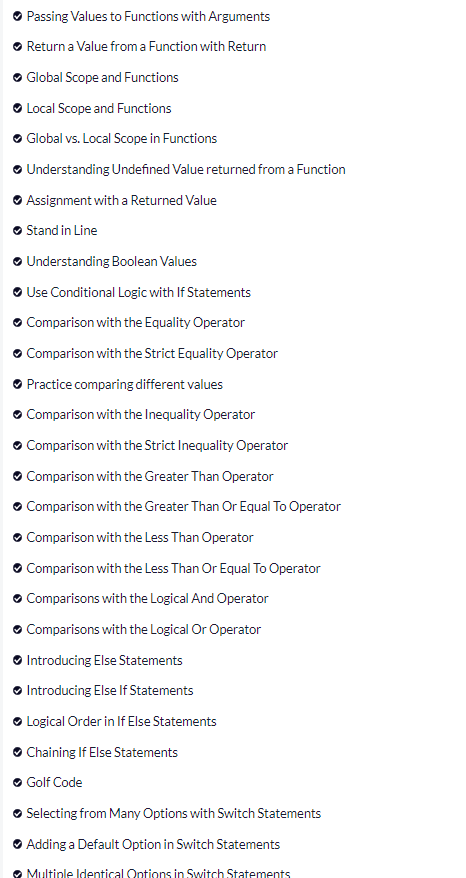 Passing Values to Functions with Arguments
Return a Value from a Function with Return
Global Scope and Functions
Local Scope and Functions
Global vs. Local Scope in Functions
Understanding Undefined Value returned from a Function
Assignment with a Returned Value
Stand in Line
Understanding Boolean Values
Use Conditional Logic with If Statements
Comparison with the Equality Operator
Comparison with the Strict Equality Operator
Practice comparing different values
Comparison with the Inequality Operator
Comparison with the Strict Inequality Operator
Comparison with the Greater Than Operator
Comparison with the Greater Than Or Equal To Operator
Comparison with the Less Than Operator
Comparison with the Less Than Or Equal To Operator
Comparisons with the Logical And Operator
Comparisons with the Logical Or Operator
Introducing Else Statements
Introducing Else If Statements
Logical Order in If Else Statements
Chaining If Else Statements
Golf Code
Selecting from Many Options with Switch Statements
Adding a Default Option in Switch Statements
Multiple Identical Options in Switch Statements